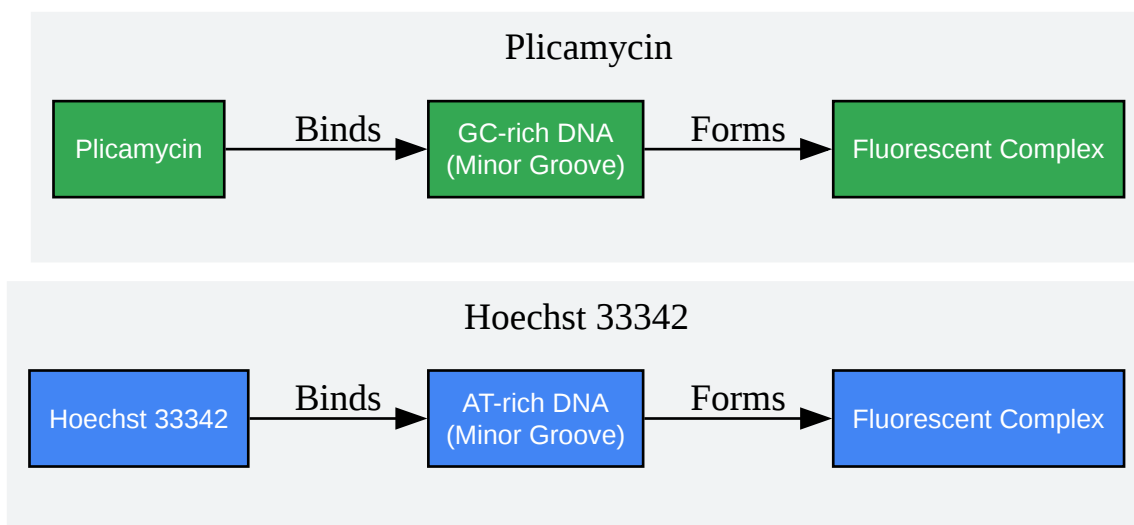 Plicamycin
Plicamycin
Binds
GC-rich DNA
(Minor Groove)
Forms
Fluorescent Complex
Hoechst 33342
Hoechst 33342
Binds
AT-rich DNA
(Minor Groove)
Forms
Fluorescent Complex